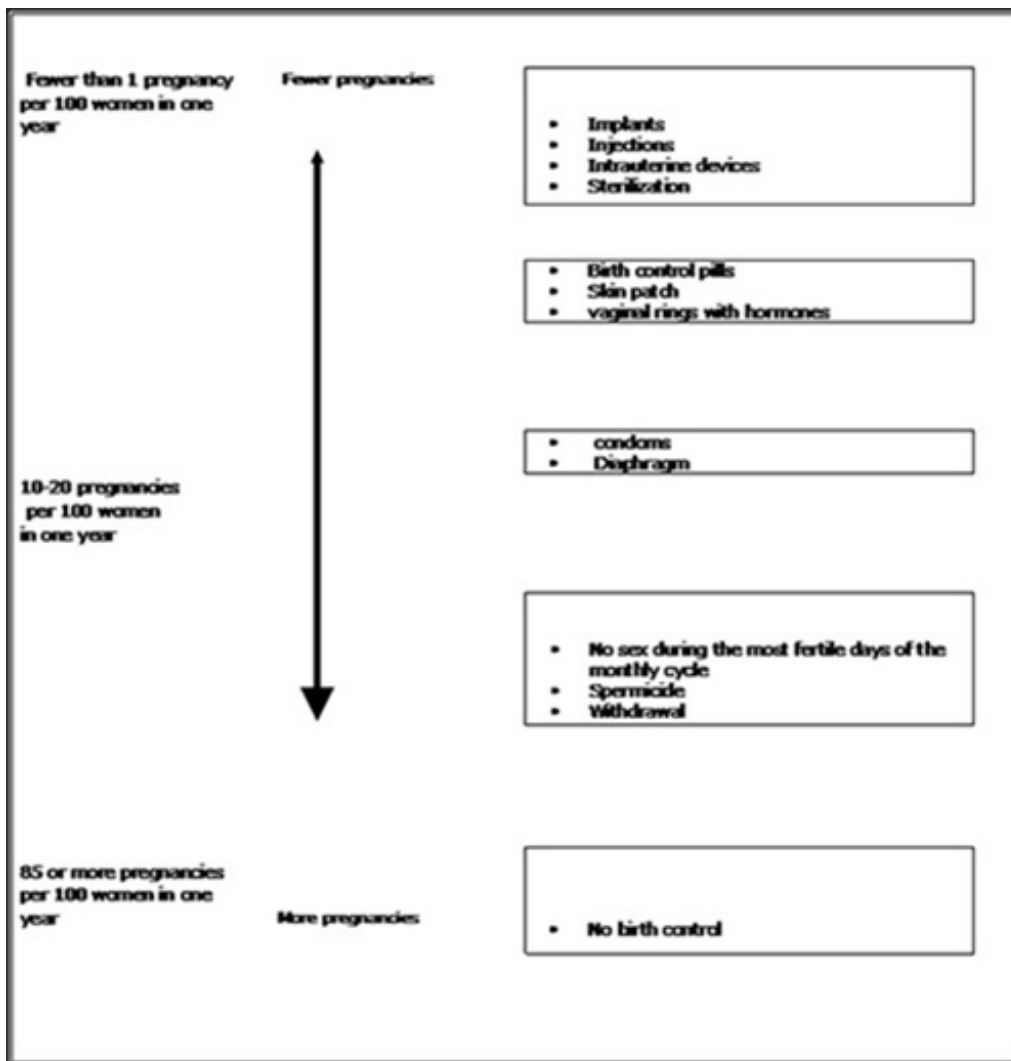 Fewer than 1 pregnancy
per 100 women in one
year
Fewer pregnancies
• Implants
• Injections
• Intrauterine devices
• Sterilization
• Birth control pills
• Skin patch
• vaginal rings with hormones
• condoms
• Diaphragm
10-20 pregnancies
per 100 women
in one year
• No sex during the most fertile days of the
monthly cycle
• Spermicide
• Withdrawal
85 or more pregnancies
per 100 women in one
year
More pregnancies
• No birth control